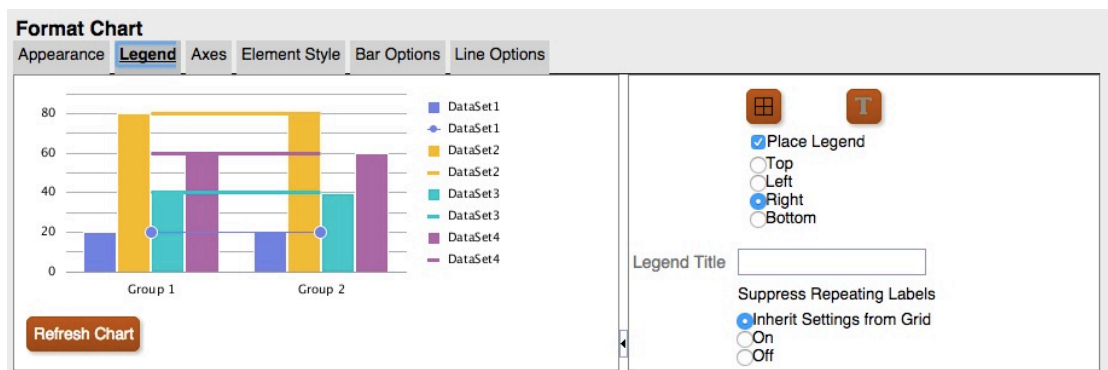 Format Chart
Appearance Legend Axes Element Style Bar Options Line Options
80
60
40
20
0
Group 1 Group 2
DataSet1
DataSet1
DataSet2
DataSet2
DataSet3
DataSet3
DataSet4
DataSet4
Refresh Chart
T
Place Legend
Top
Left
Right
Bottom
Legend Title
Suppress Repeating Labels
Inherit Settings from Grid
On
Off